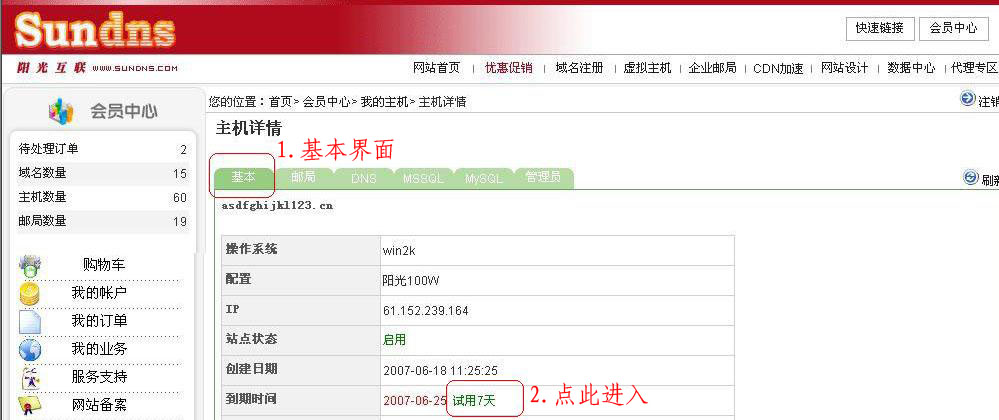 Sundns
快速链接 会员中心
阳光互联 WWW.SUNDNS.COM
网站首页 | 优惠促销 | 域名注册 | 虚拟主机 | 企业邮局 | CDN加速 | 网站设计 | 数据中心 | 代理专区
会员中心
您的位置：首页> 会员中心> 我的主机> 主机详情
注销
主机详情
待处理订单 2
域名数量 15
主机数量 60
邮局数量 19
1.基本界面
基本 邮局 DNS MSSQL MySQL 管理员
刷新
asdfghijkl123.cn
操作系统 win2k
配置 阳光100W
IP 61.152.239.164
站点状态 启用
创建日期 2007-06-18 11:25:25
到期时间 2007-06-25 试用7天
2.点此进入
购物车
我的帐户
我的订单
我的业务
服务支持
网站备案